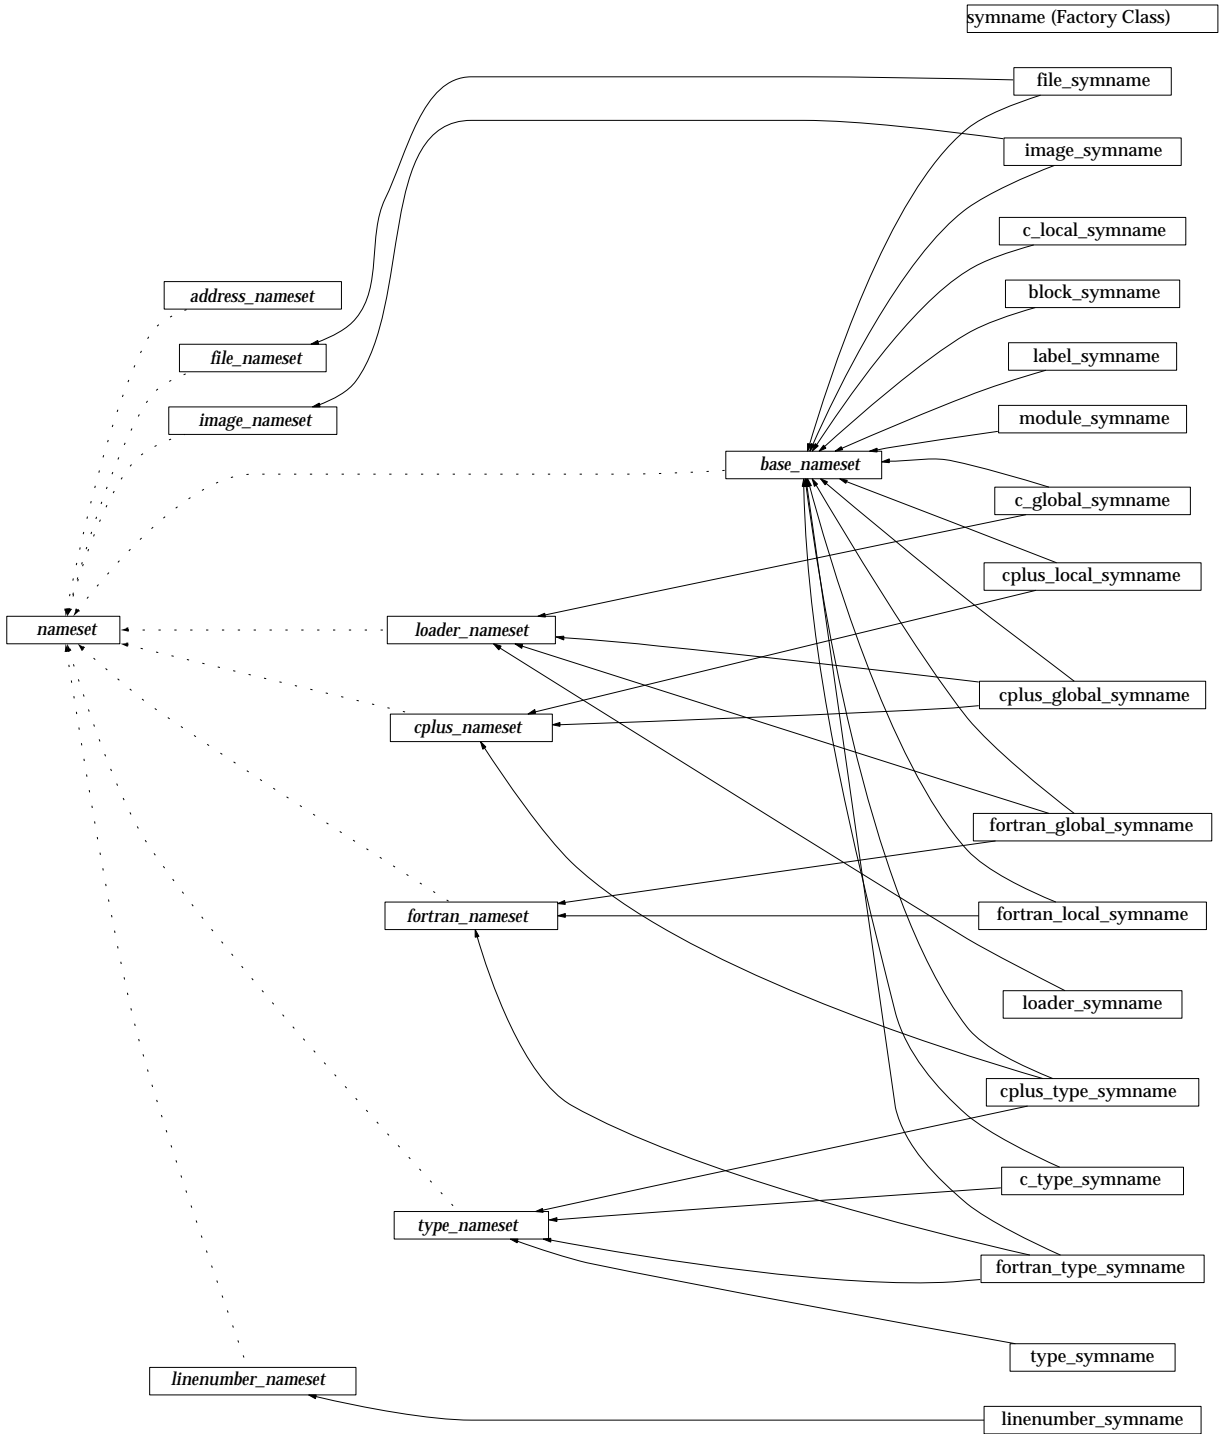 symname (Factory Class)
file_symname
image_symname
c_local_symname
address_nameset
block_symname
file_nameset
label_symname
image_nameset
module_symname
base_nameset
c_global_symname
cplus_local_symname
nameset
loader_nameset
cplus_global_symname
cplus_nameset
fortran_global_symname
fortran_nameset
fortran_local_symname
loader_symname
cplus_type_symname
c_type_symname
type_nameset
fortran_type_symname
type_symname
linenumber_nameset
linenumber_symname